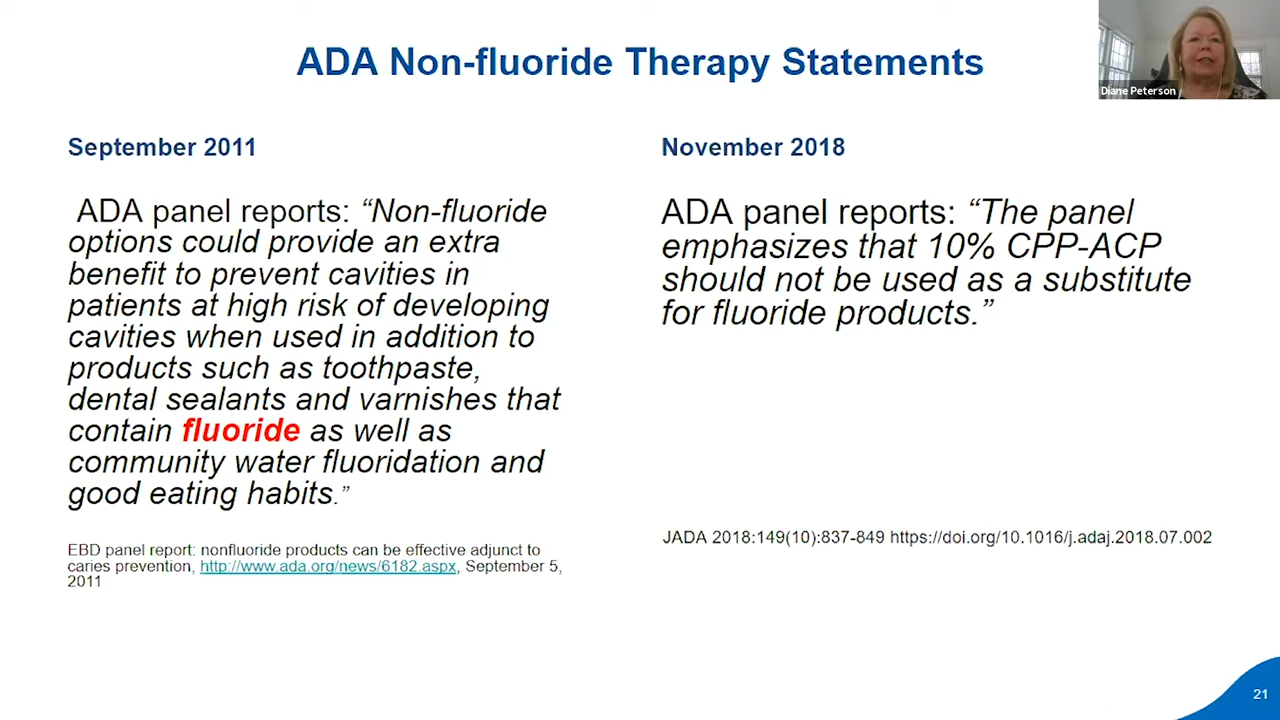 ADA Non-fluoride Therapy Statements
Diane Peterson
September 2011
ADA panel reports: “Non-fluoride
options could provide an extra
benefit to prevent cavities in
patients at high risk of developing
cavities when used in addition to
products such as toothpaste,
dental sealants and varnishes that
contain fluoride as well as
community water fluoridation and
good eating habits.”
EBD panel report: nonfluoride products can be effective adjunct to
caries prevention, http://www.ada.org/news/6182.aspx, September 5,
2011
November 2018
ADA panel reports: “The panel
emphasizes that 10% CPP-ACP
should not be used as a substitute
for fluoride products.”
JADA 2018:149(10):837-849 https://doi.org/10.1016/j.adaj.2018.07.002
21